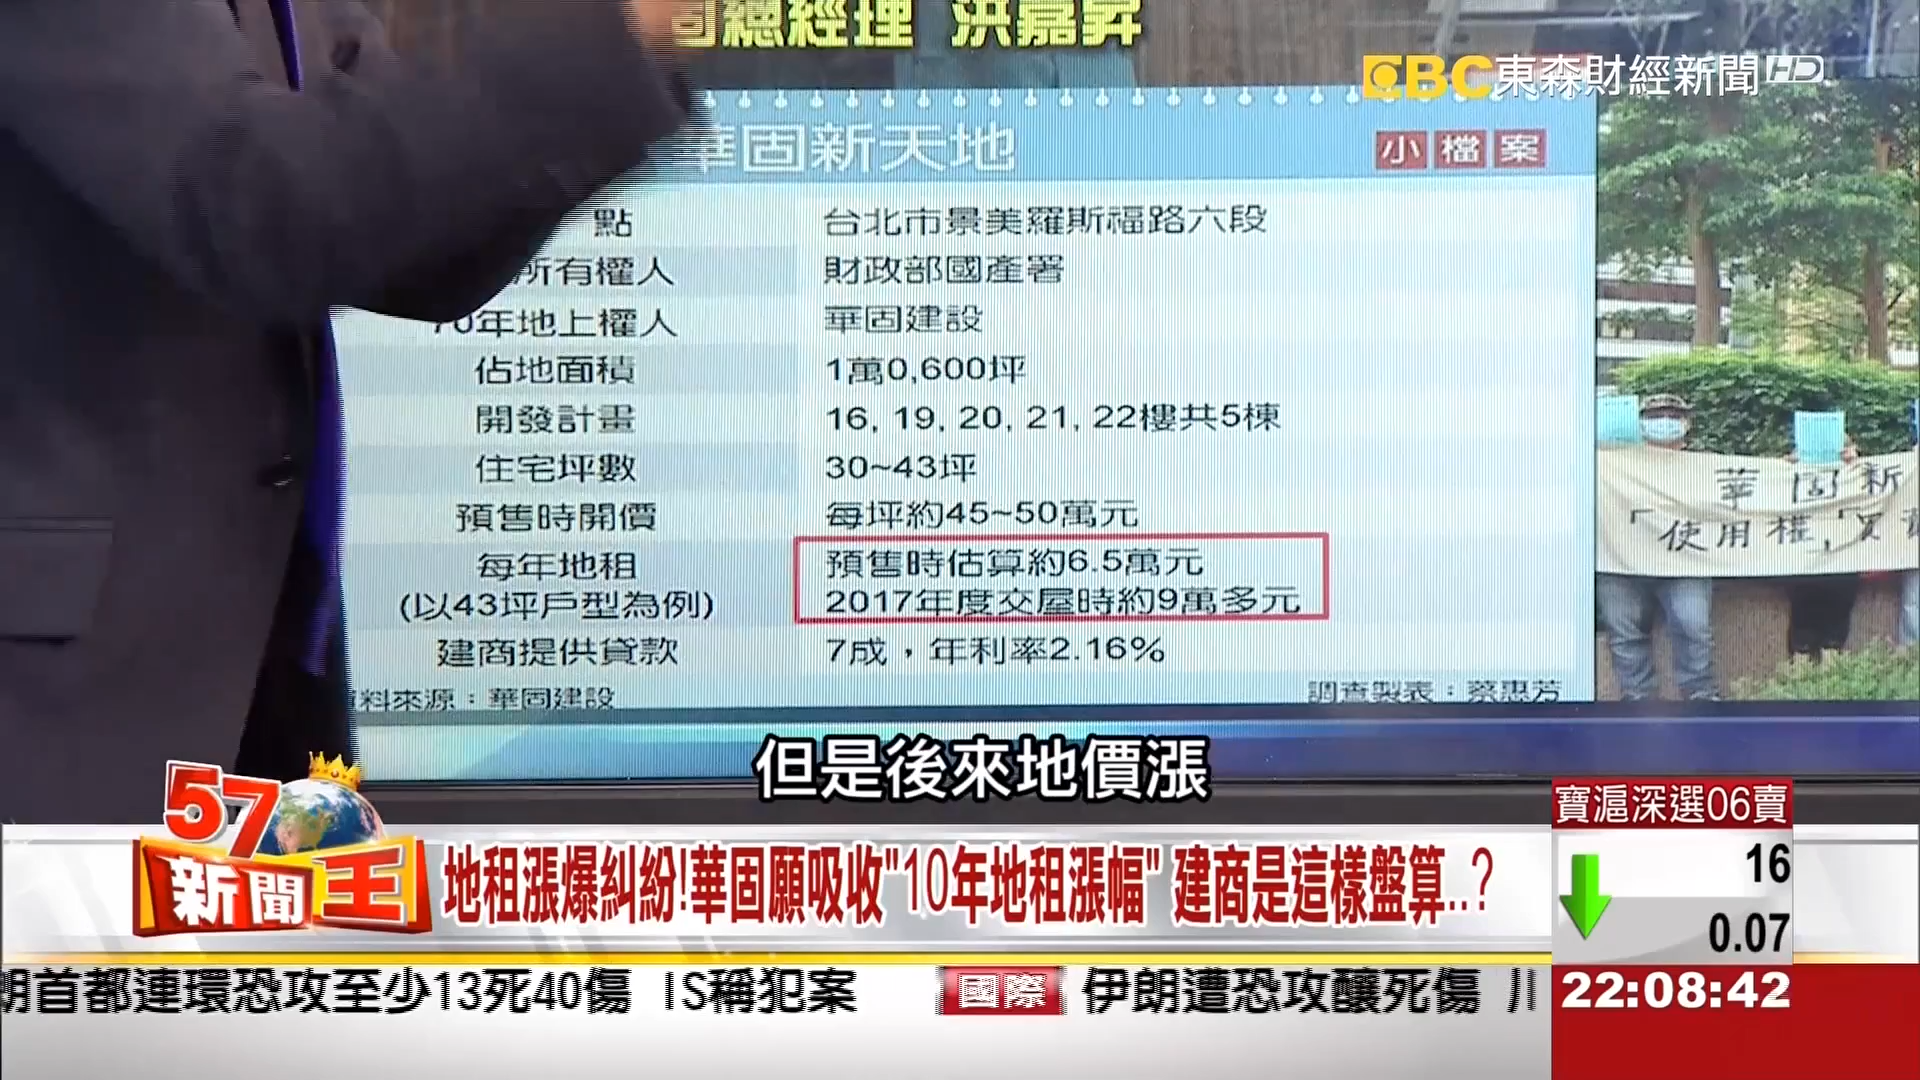 司總經理 洪嘉昇
EBC東森財經新聞HD
華固新天地
小檔案
點 台北市景美羅斯福路六段
所有權人 財政部國產署
70年地上權人 華固建設
佔地面積 1萬0,600坪
開發計畫 16, 19, 20, 21, 22樓共5棟
住宅坪數 30~43坪
預售時開價 每坪約45~50萬元
每年地租 預售時估算約6.5萬元
(以43坪戶型為例) 2017年度交屋時約9萬多元
建商提供貸款 7成，年利率2.16%
料來源：華固建設
調查製表：蔡惠芳
華固新
「使用權」
但是後來地價漲
57新聞王
地租漲爆糾紛!華固願吸收"10年地租漲幅" 建商是這樣盤算..?
寶滬深選06賣
16
0.07
朗首都連環恐攻至少13死40傷 IS稱犯案 國際 伊朗遭恐攻釀死傷 川
22:08:42